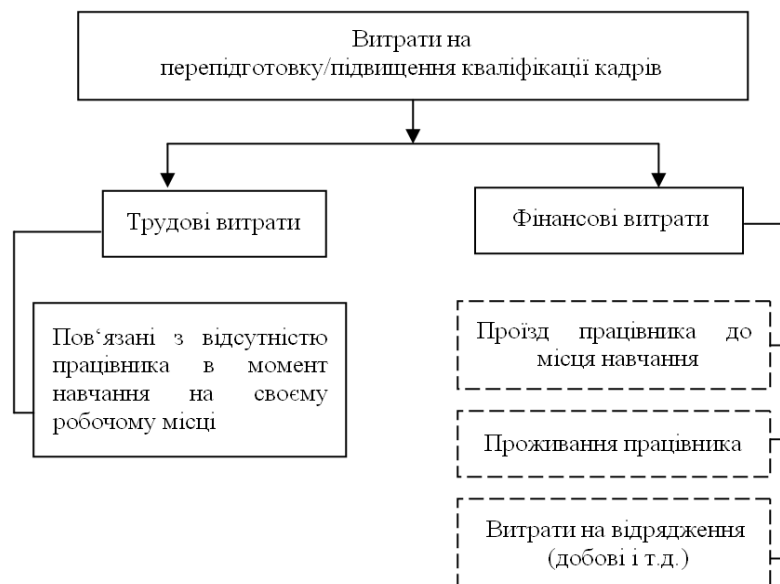 Витрати на
перепідготовку/підвищення кваліфікації кадрів
Трудові витрати
Фінансові витрати
Пов‘язані з відсутністю
працівника в момент
навчання на своєму
робочому місці
Проїзд працівника до
місця навчання
Проживання працівника
Витрати на відрядження
(добові і т.д.)